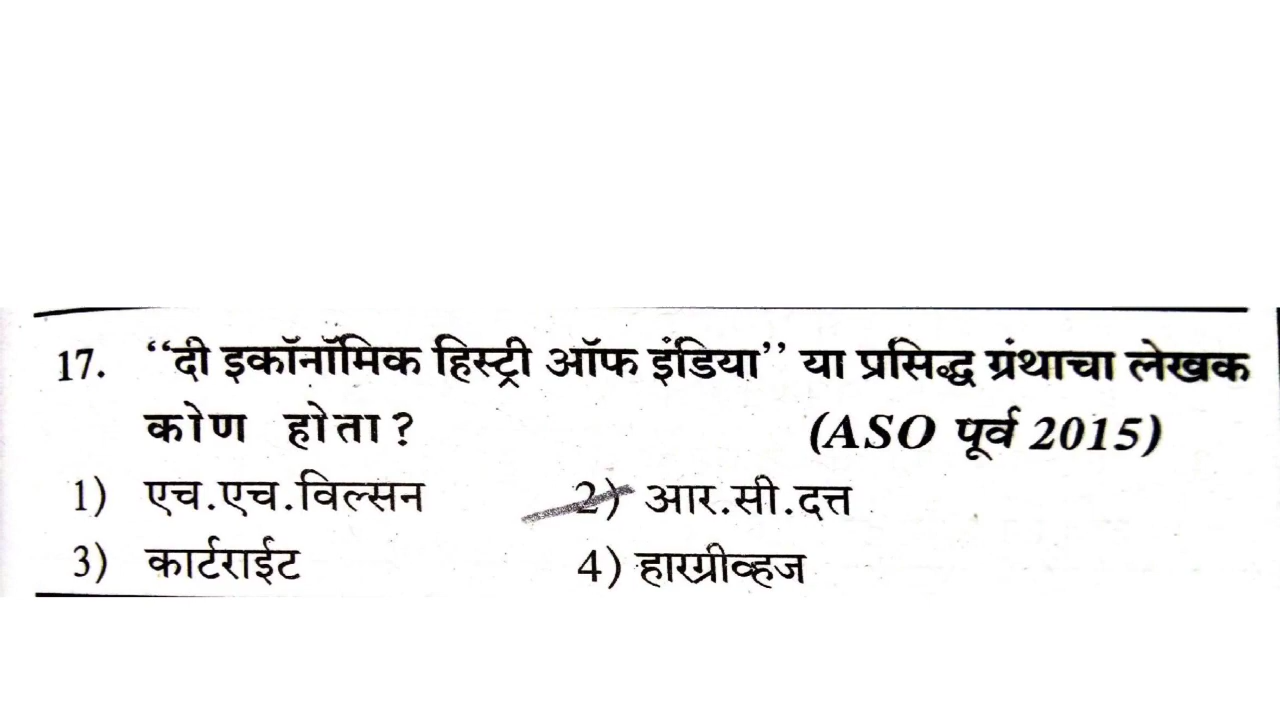 17. “दी इकॉनॉमिक हिस्ट्री ऑफ इंडिया” या प्रसिद्ध ग्रंथाचा लेखक
कोण होता? (ASO पूर्व 2015)
1) एच.एच.विल्सन 2) आर.सी.दत्त
3) कार्टराईट 4) हारग्रीव्हज